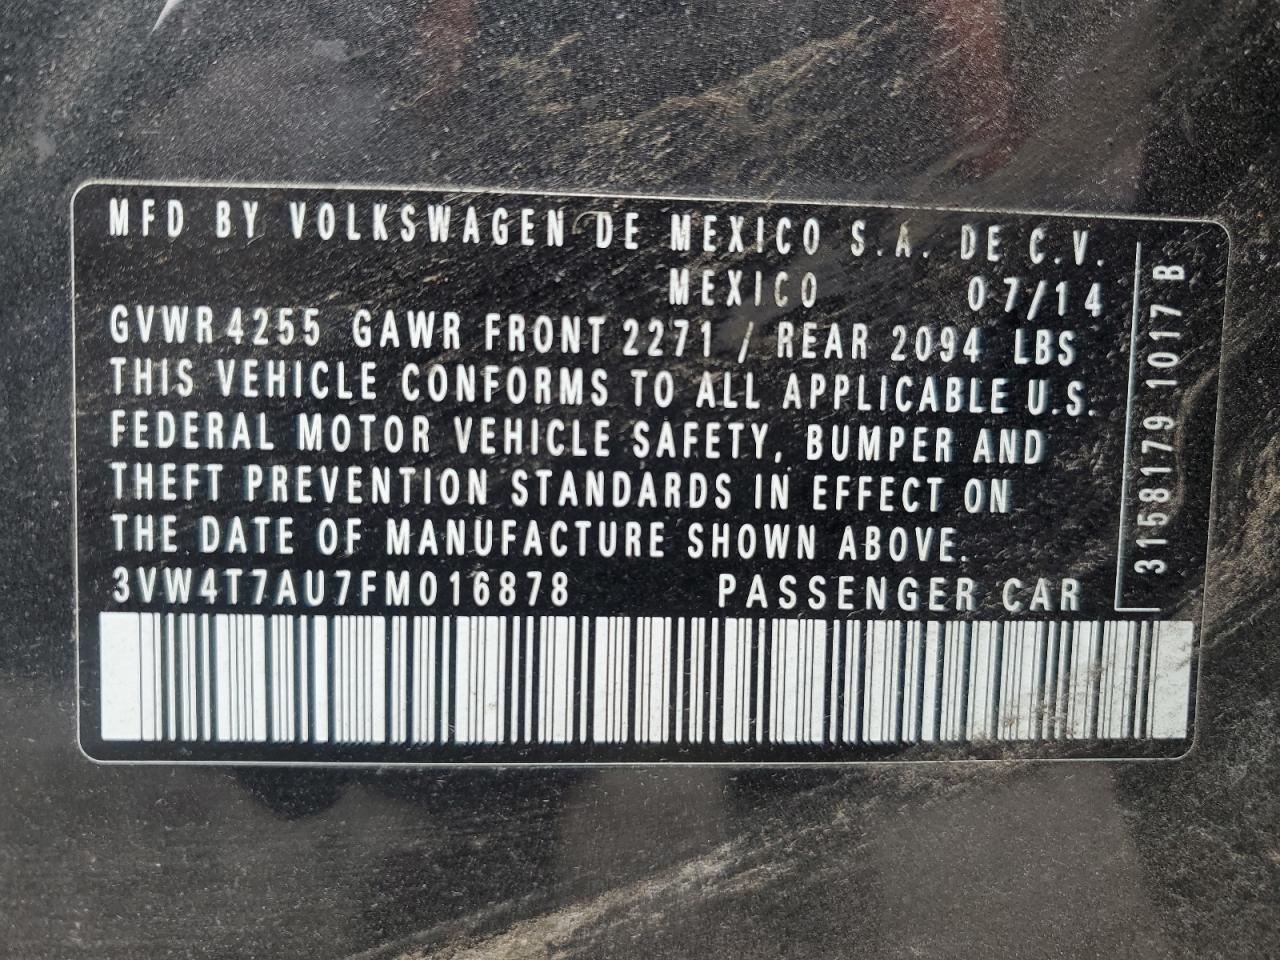 MFD BY VOLKSWAGEN DE MEXICO S.A. DE C.V.
MEXICO 07/14
GVWR 4255 GAWR FRONT 2271 / REAR 2094 LBS
THIS VEHICLE CONFORMS TO ALL APPLICABLE U.S.
FEDERAL MOTOR VEHICLE SAFETY, BUMPER AND
THEFT PREVENTION STANDARDS IN EFFECT ON
THE DATE OF MANUFACTURE SHOWN ABOVE.
3VW4T7AU7FM016878 PASSENGER CAR
3158179 1017 B